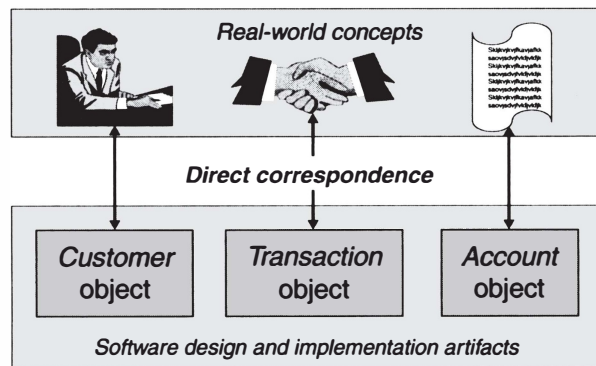 Real-world concepts
Direct correspondence
Customer
object
Transaction
object
Account
object
Software design and implementation artifacts